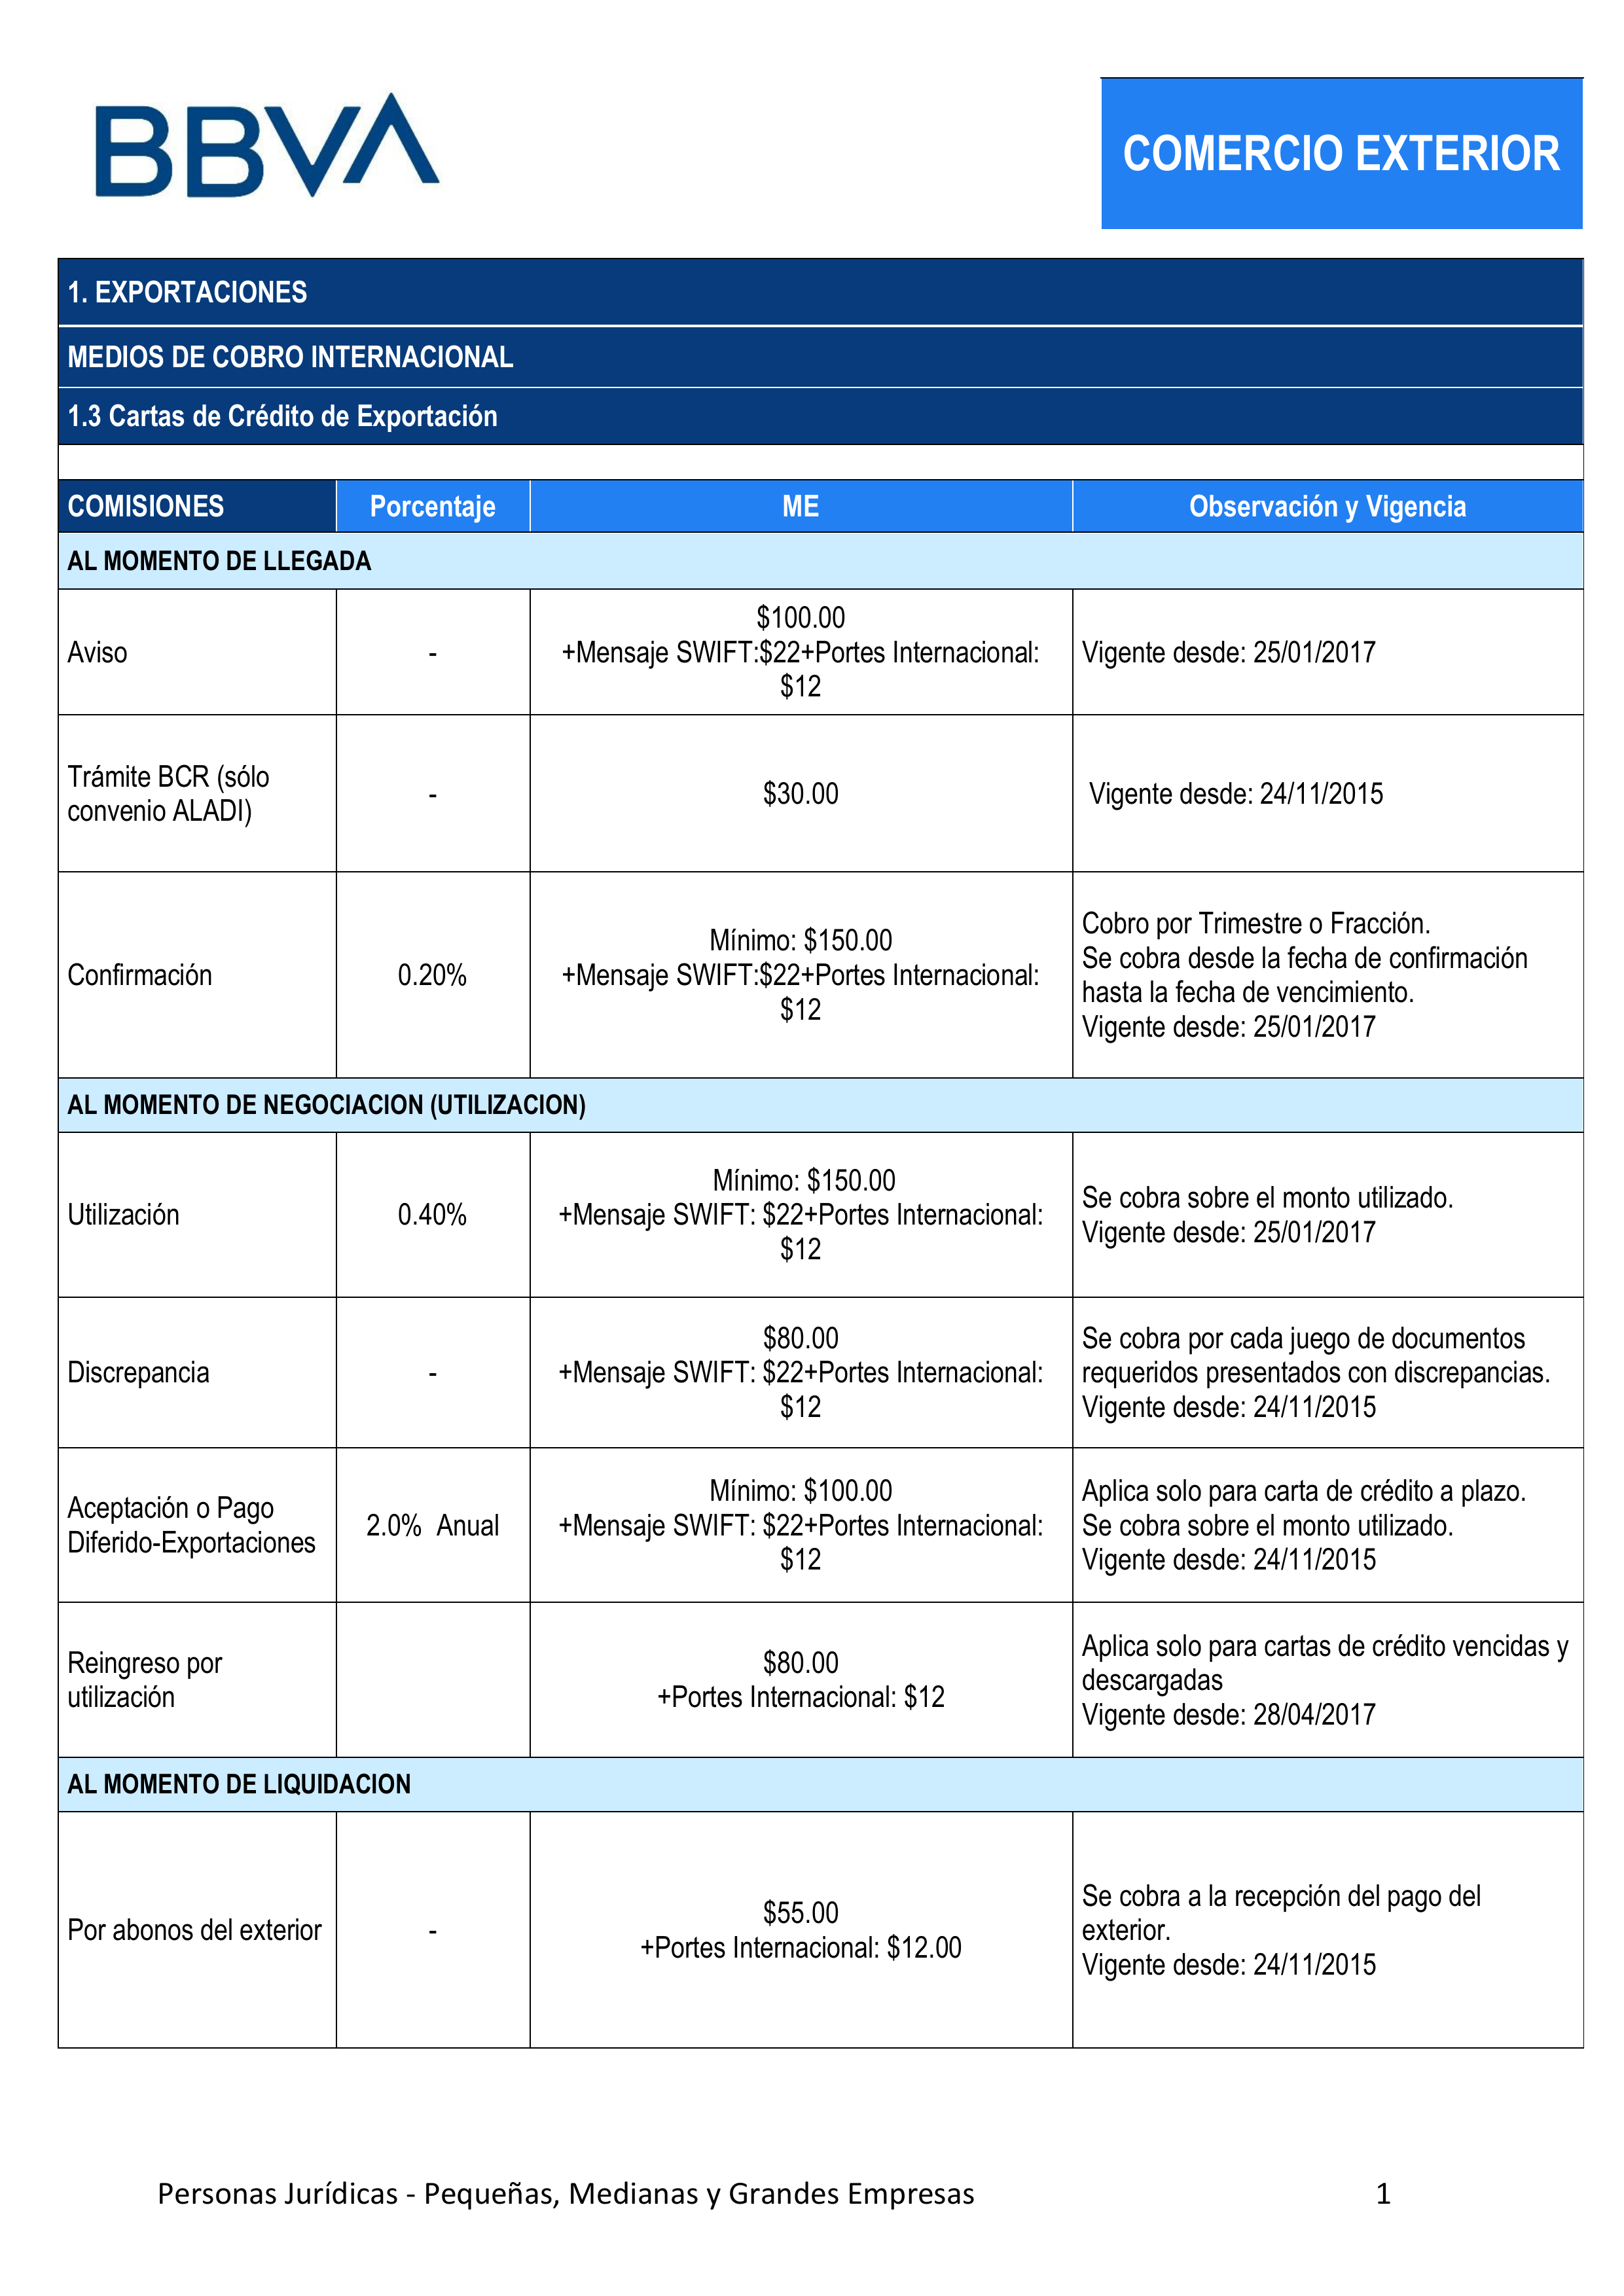 BBVA
COMERCIO EXTERIOR
1. EXPORTACIONES
MEDIOS DE COBRO INTERNACIONAL
1.3 Cartas de Crédito de Exportación
COMISIONES Porcentaje ME Observación y Vigencia
AL MOMENTO DE LLEGADA
Aviso
-
$100.00
+Mensaje SWIFT:$22+Portes Internacional:
$12
Vigente desde: 25/01/2017
Trámite BCR (sólo
convenio ALADI)
-
$30.00
Vigente desde: 24/11/2015
Confirmación
0.20%
Mínimo: $150.00
+Mensaje SWIFT:$22+Portes Internacional:
$12
Cobro por Trimestre o Fracción.
Se cobra desde la fecha de confirmación
hasta la fecha de vencimiento.
Vigente desde: 25/01/2017
AL MOMENTO DE NEGOCIACION (UTILIZACION)
Utilización
0.40%
Mínimo: $150.00
+Mensaje SWIFT: $22+Portes Internacional:
$12
Se cobra sobre el monto utilizado.
Vigente desde: 25/01/2017
Discrepancia
-
$80.00
+Mensaje SWIFT: $22+Portes Internacional:
$12
Se cobra por cada juego de documentos
requeridos presentados con discrepancias.
Vigente desde: 24/11/2015
Aceptación o Pago
Diferido-Exportaciones
2.0% Anual
Mínimo: $100.00
+Mensaje SWIFT: $22+Portes Internacional:
$12
Aplica solo para carta de crédito a plazo.
Se cobra sobre el monto utilizado.
Vigente desde: 24/11/2015
Reingreso por
utilización
$80.00
+Portes Internacional: $12
Aplica solo para cartas de crédito vencidas y
descargadas
Vigente desde: 28/04/2017
AL MOMENTO DE LIQUIDACION
Por abonos del exterior
-
$55.00
+Portes Internacional: $12.00
Se cobra a la recepción del pago del
exterior.
Vigente desde: 24/11/2015
Personas Jurídicas - Pequeñas, Medianas y Grandes Empresas 1